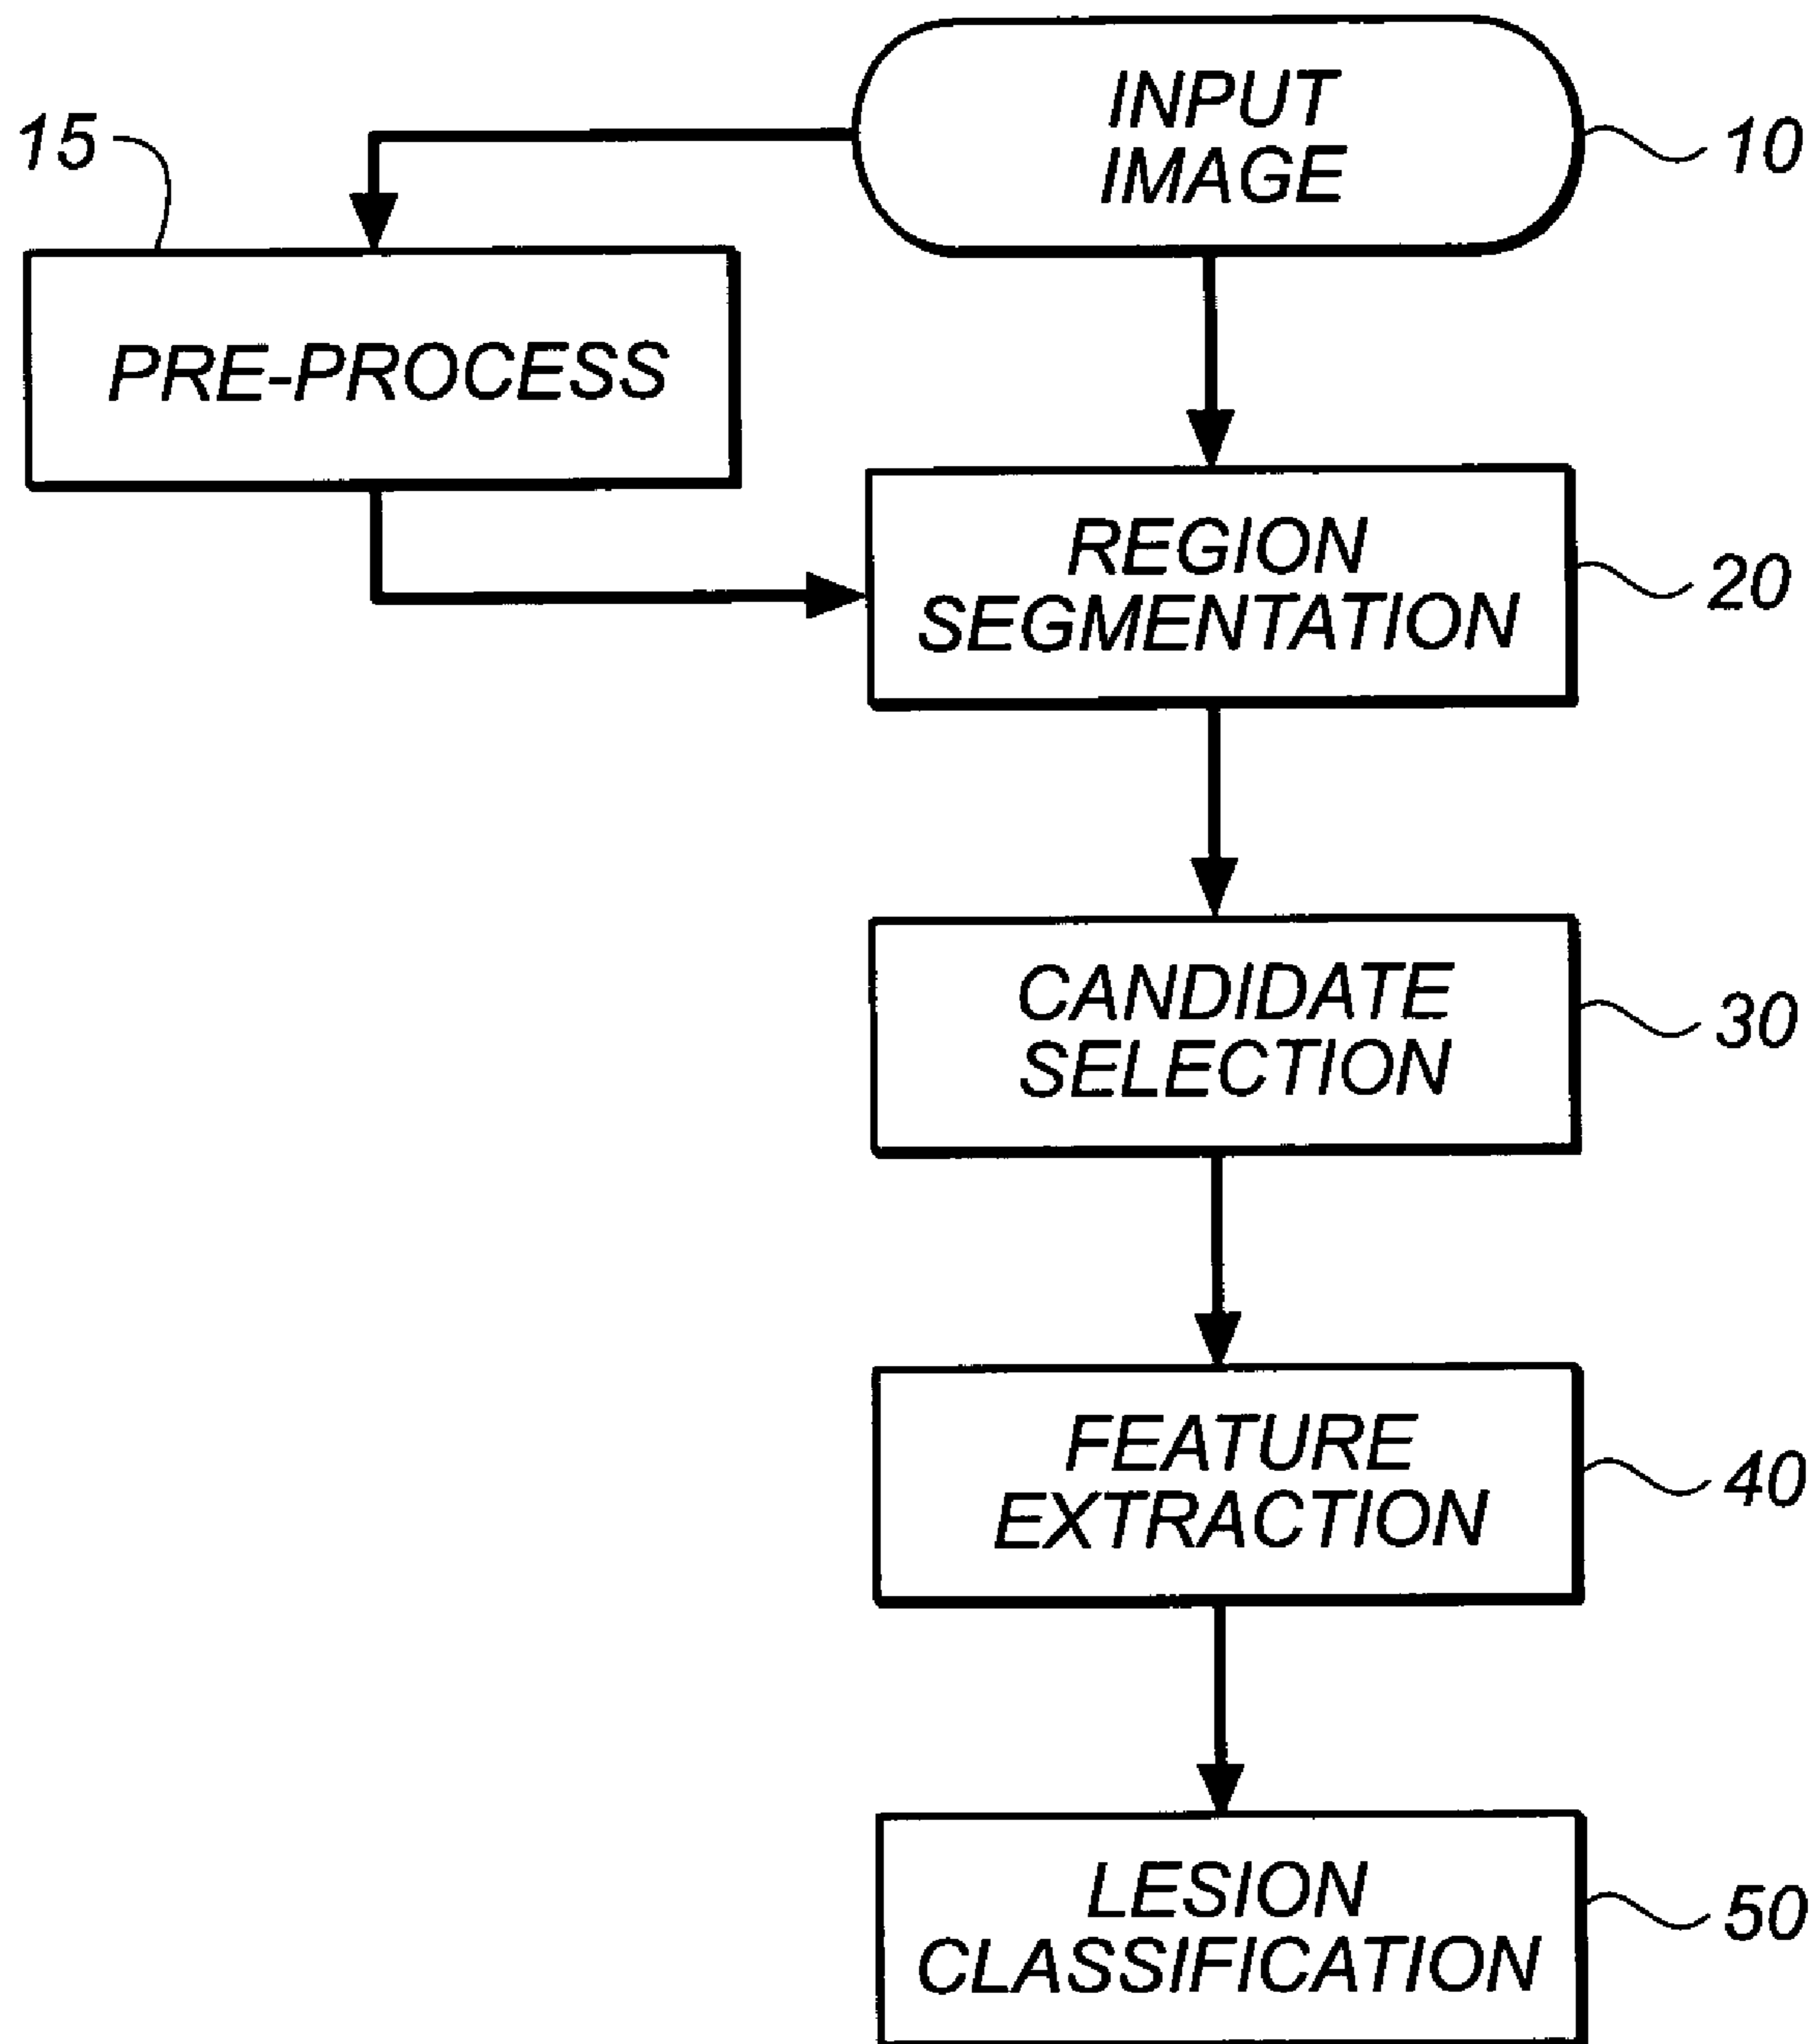 INPUT
IMAGE
10
15
PRE-PROCESS
REGION
SEGMENTATION
20
CANDIDATE
SELECTION
30
FEATURE
EXTRACTION
40
LESION
CLASSIFICATION
50